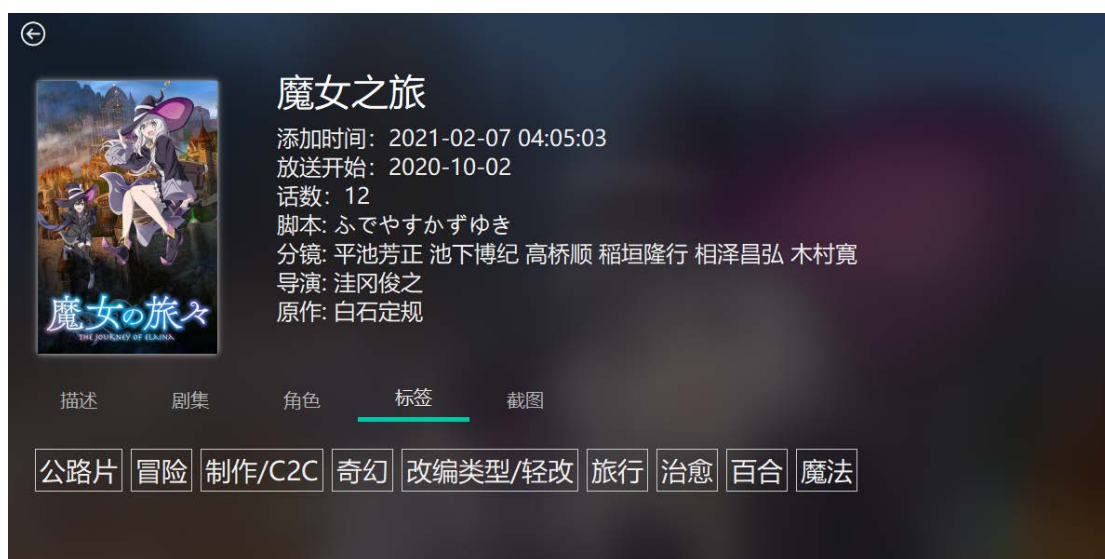 魔女之旅
添加时间：2021-02-07 04:05:03
放送开始：2020-10-02
话数：12
脚本: ふでやすかずゆき
分镜: 平池芳正 池下博纪 高桥顺 稲垣隆行 相泽昌弘 木村寛
导演: 洼冈俊之
原作: 白石定规
魔女の旅々
THE JOURNEY OF ELAINA
描述 剧集 角色 标签 截图
公路片 冒险 制作/C2C 奇幻 改编类型/轻改 旅行 治愈 百合 魔法